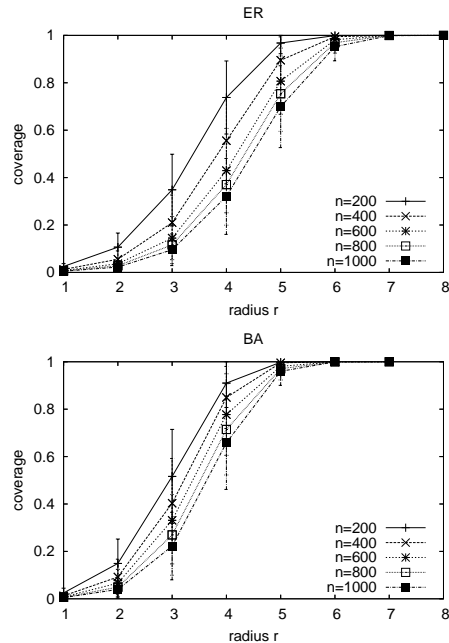 ER
1
0.8
0.6
0.4
0.2
0
coverage
n=200
n=400
n=600
n=800
n=1000
1 2 3 4 5 6 7 8
radius r
BA
1
0.8
0.6
0.4
0.2
0
coverage
n=200
n=400
n=600
n=800
n=1000
1 2 3 4 5 6 7 8
radius r